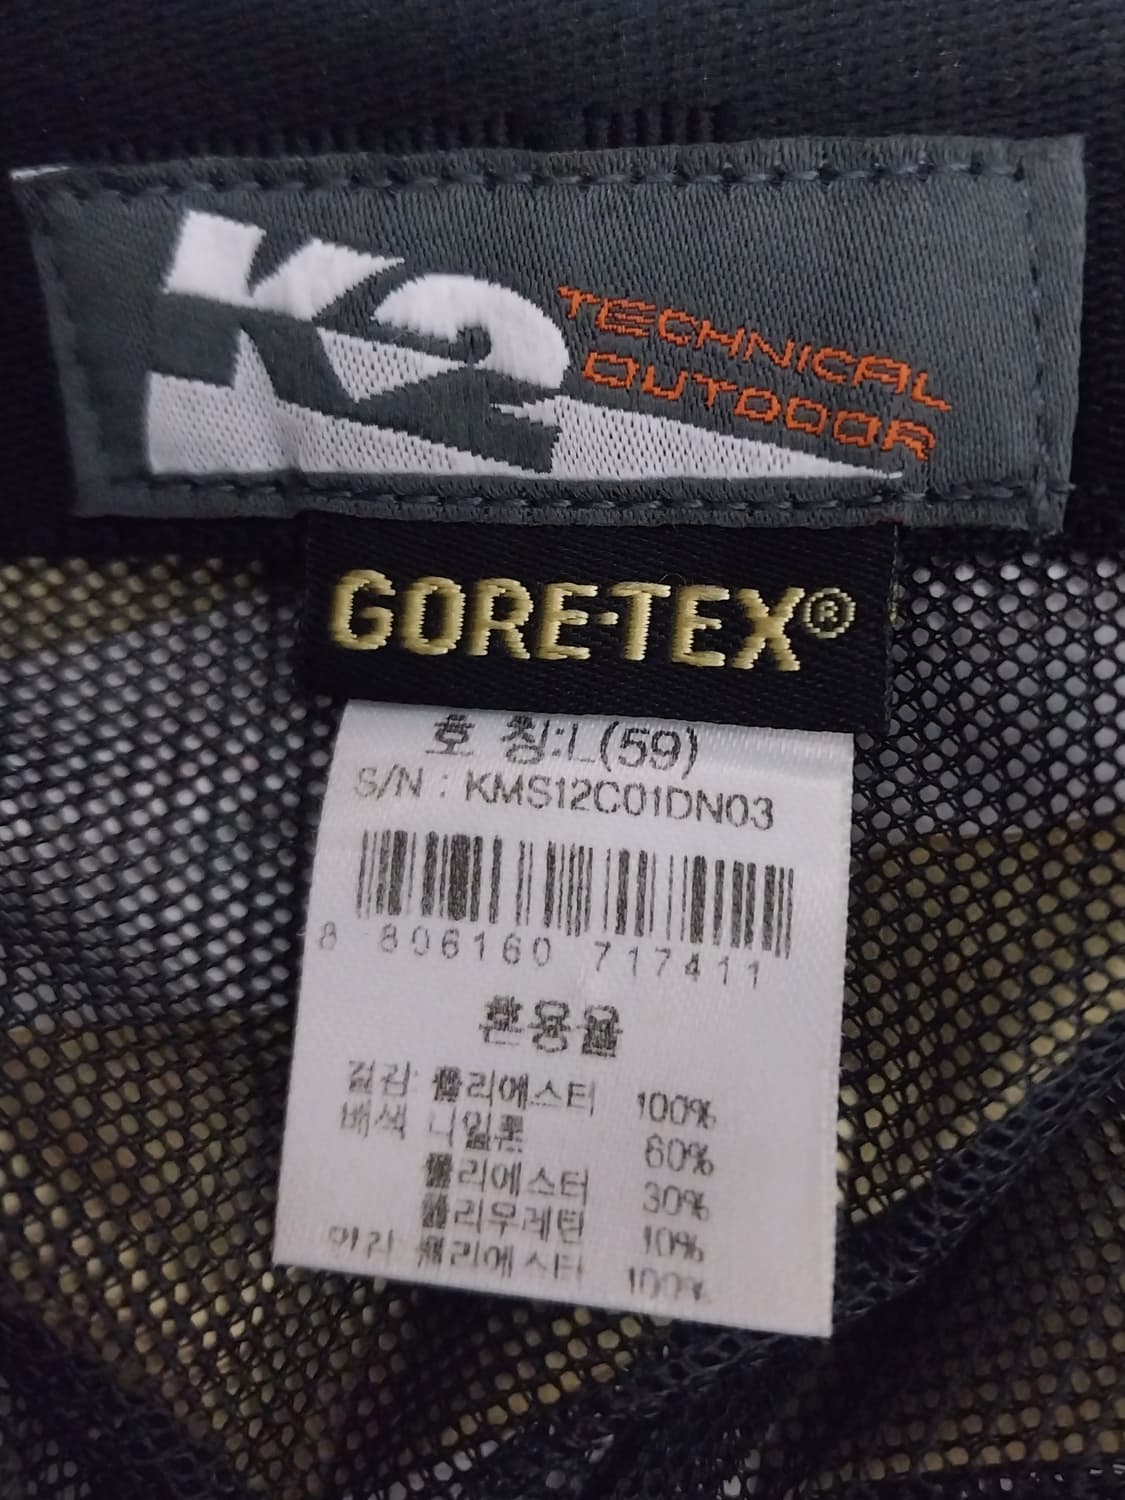 K2
TECHNICAL
OUTDOOR
GORE-TEX®
호 칭:L(59)
S/N : KMS12C01DN03
8 806160 717411
혼용율
겉감: 폴리에스터 100%
배색 나일론 60%
폴리에스터 30%
폴리우레탄 10%
안감 폴리에스터 100%